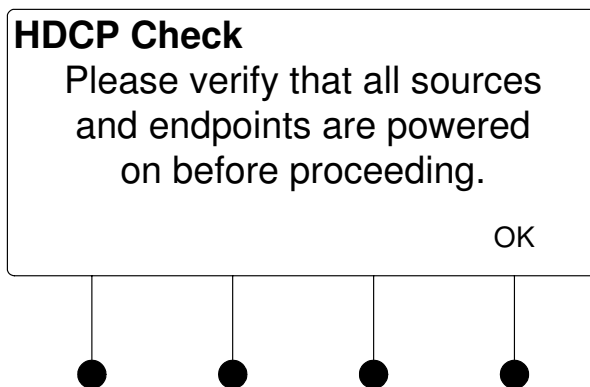 HDCP Check
Please verify that all sources
and endpoints are powered
on before proceeding.
OK